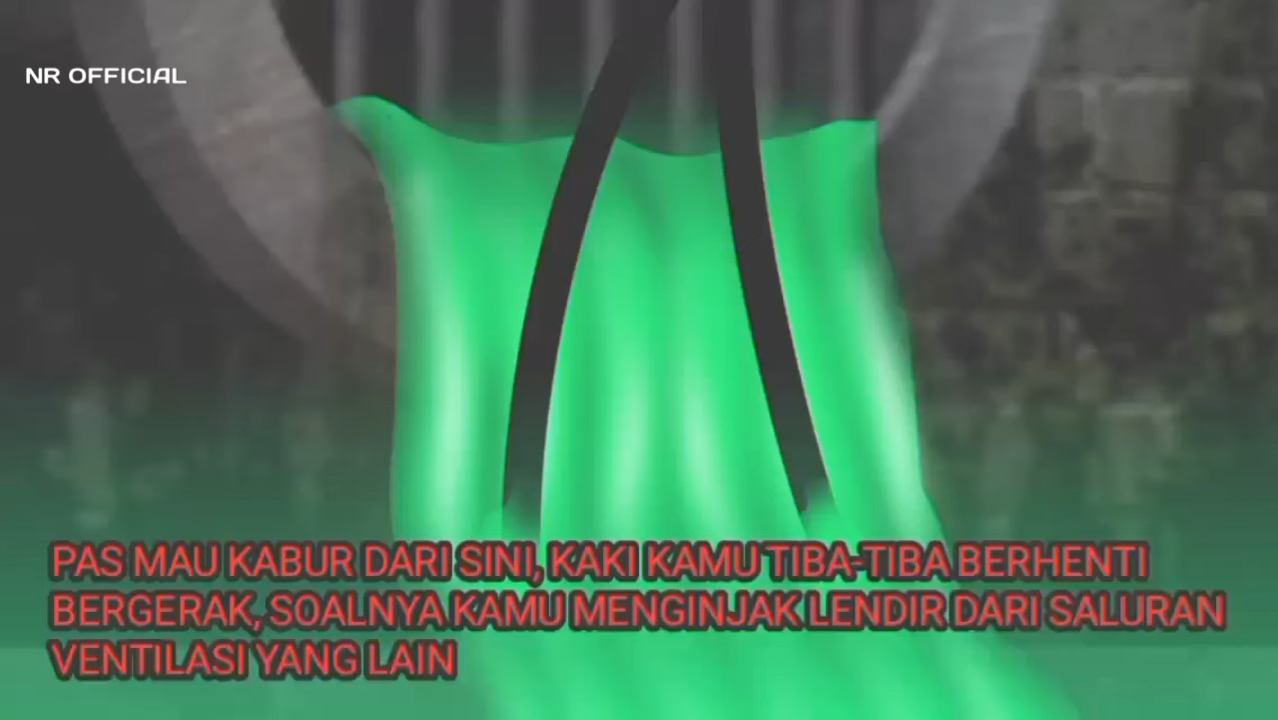 NR OFFICIAL
PAS MAU KABUR DARI SINI, KAKI KAMU TIBA-TIBA BERHENTI
BERGERAK, SOALNYA KAMU MENGINJAK LENDIR DARI SALURAN
VENTILASI YANG LAIN